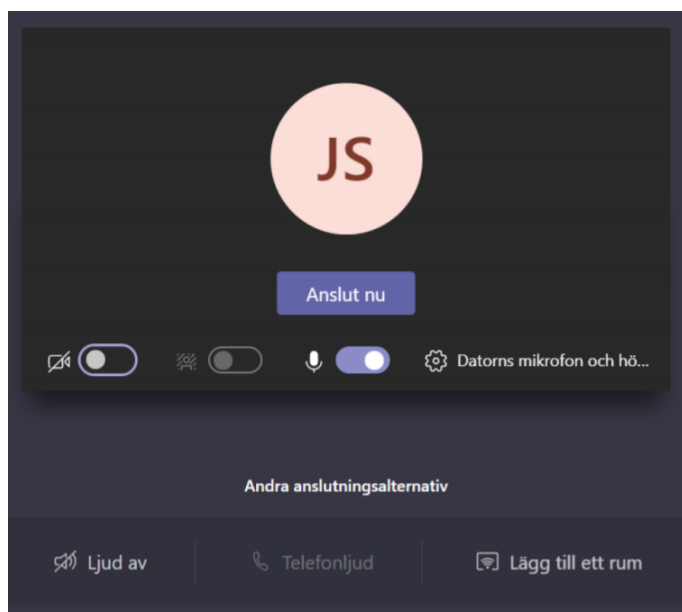 JS
Anslut nu
Datorns mikrofon och hö...
Andra anslutningsalternativ
Ljud av
Telefonljud
Lägg till ett rum